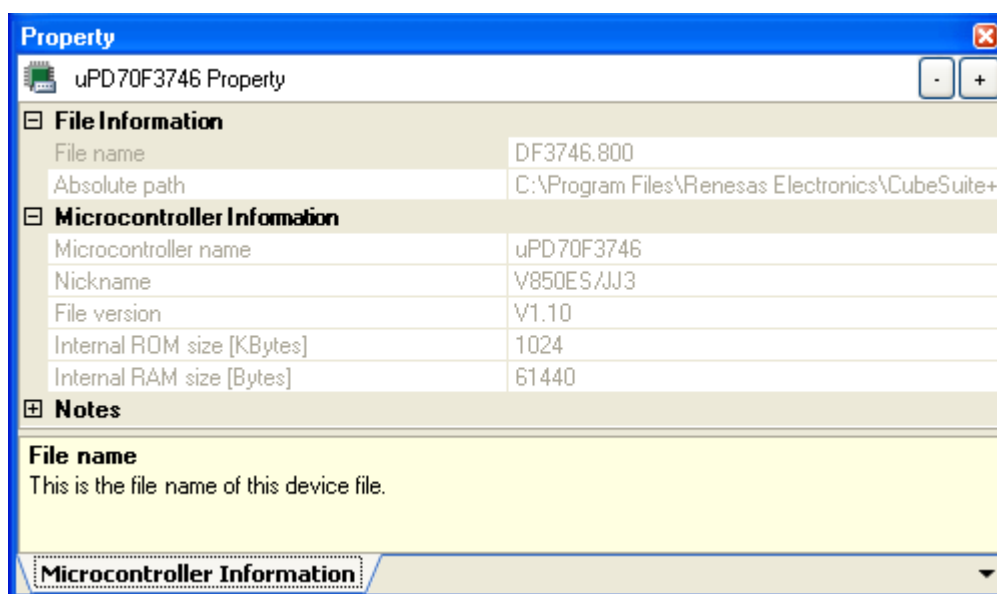 Property
uPD70F3746 Property
- +
File Information
File name DF3746.800
Absolute path C:\Program Files\Renesas Electronics\CubeSuite+
Microcontroller Information
Microcontroller name uPD70F3746
Nickname V850ES/JJ3
File version V1.10
Internal ROM size [KBytes] 1024
Internal RAM size [Bytes] 61440
Notes
File name
This is the file name of this device file.
Microcontroller Information